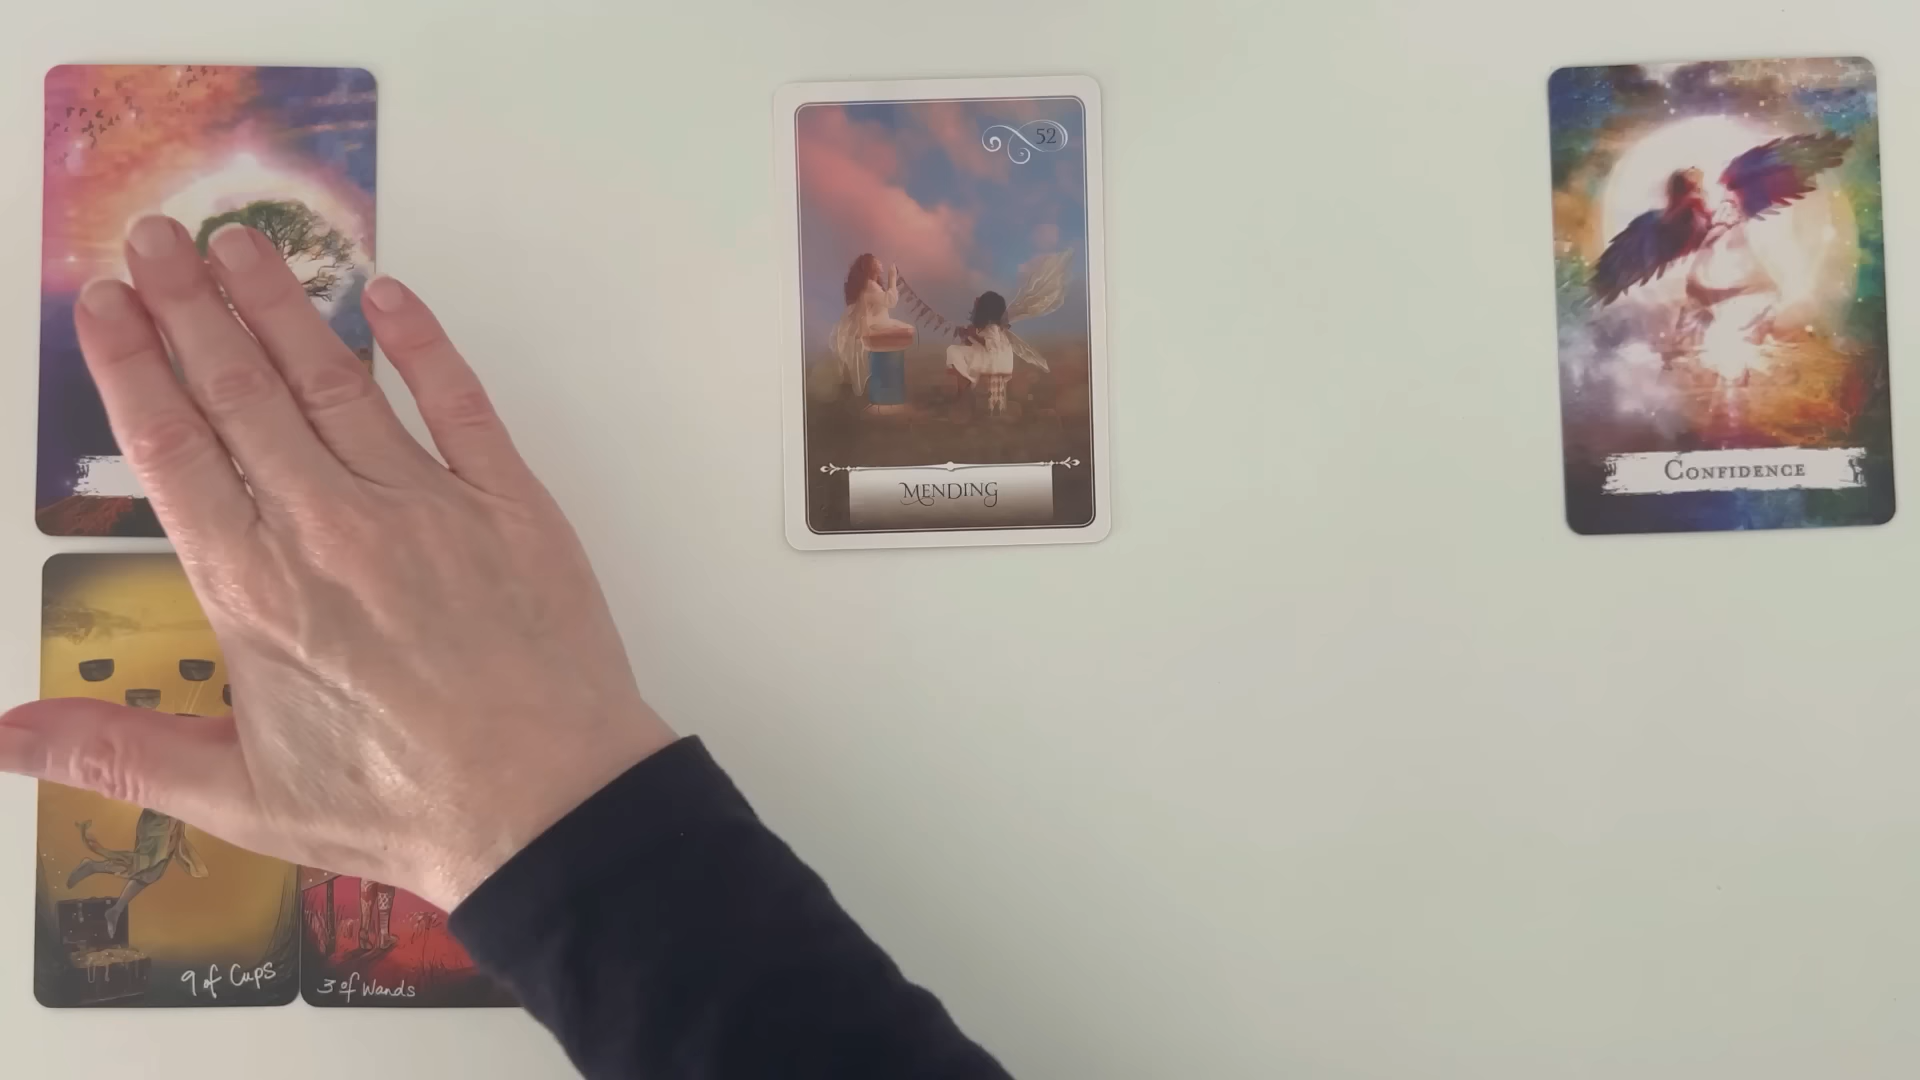 52
MENDING
CONFIDENCE
9 of Cups
3 of Wands